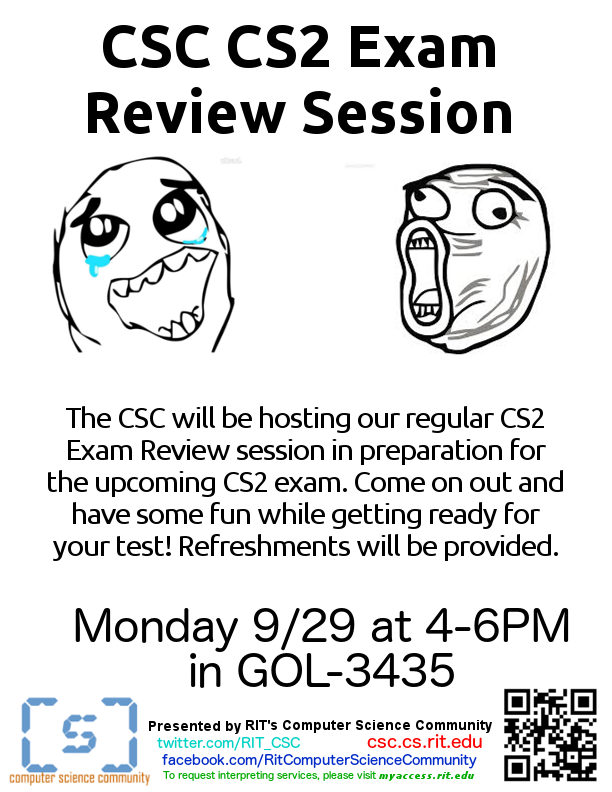 CSC CS2 Exam
Review Session
The CSC will be hosting our regular CS2
Exam Review session in preparation for
the upcoming CS2 exam. Come on out and
have some fun while getting ready for
your test! Refreshments will be provided.
Monday 9/29 at 4-6PM
in GOL-3435
[s]
computer science community
Presented by RIT's Computer Science Community
twitter.com/RIT_CSC
csc.cs.rit.edu
facebook.com/RitComputerScienceCommunity
To request interpreting services, please visit myaccess.rit.edu